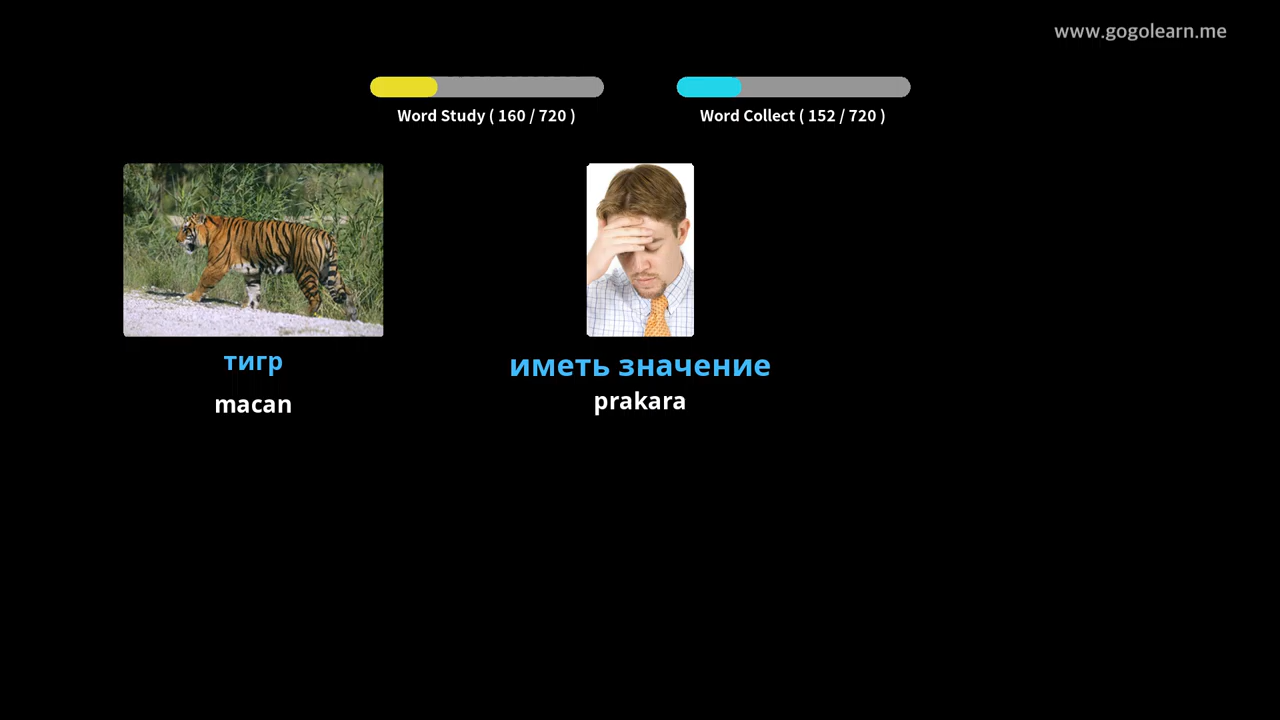 www.gogolearn.me
Word Study ( 160 / 720 )
Word Collect ( 152 / 720 )
тигр
macan
иметь значение
prakara